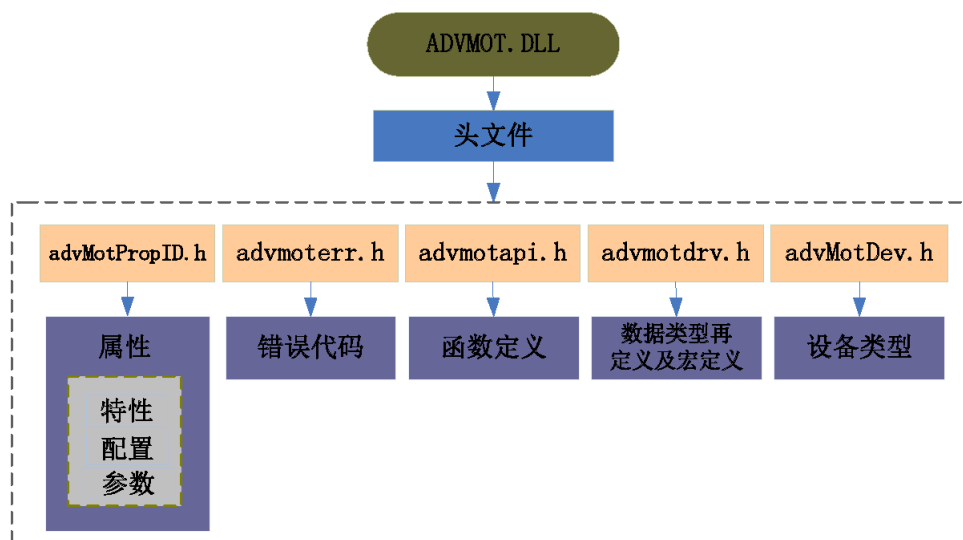 ADVMOT.DLL
头文件
advMotPropID.h
advmoterr.h
advmotapi.h
advmotdrv.h
advMotDev.h
属性
错误代码
函数定义
数据类型再
定义及宏定义
设备类型
特性
配置
参数